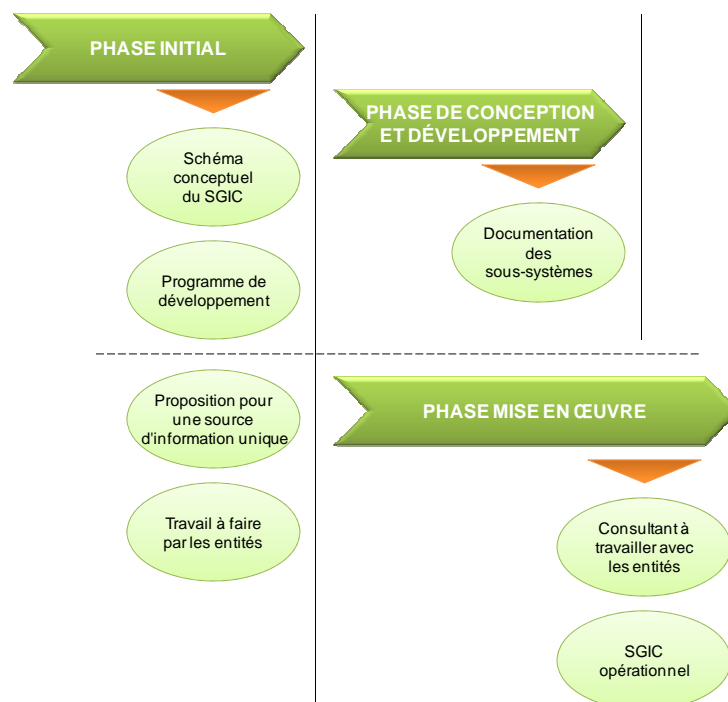 PHASE INITIAL
Schéma
conceptuel
du SGIC
Programme de
développement
Proposition pour
une source
d'information unique
Travail à faire
par les entités
PHASE DE CONCEPTION
ET DÉVELOPPEMENT
Documentation
des
sous-systèmes
PHASE MISE EN ŒUVRE
Consultant à
travailler avec
les entités
SGIC
opérationnel